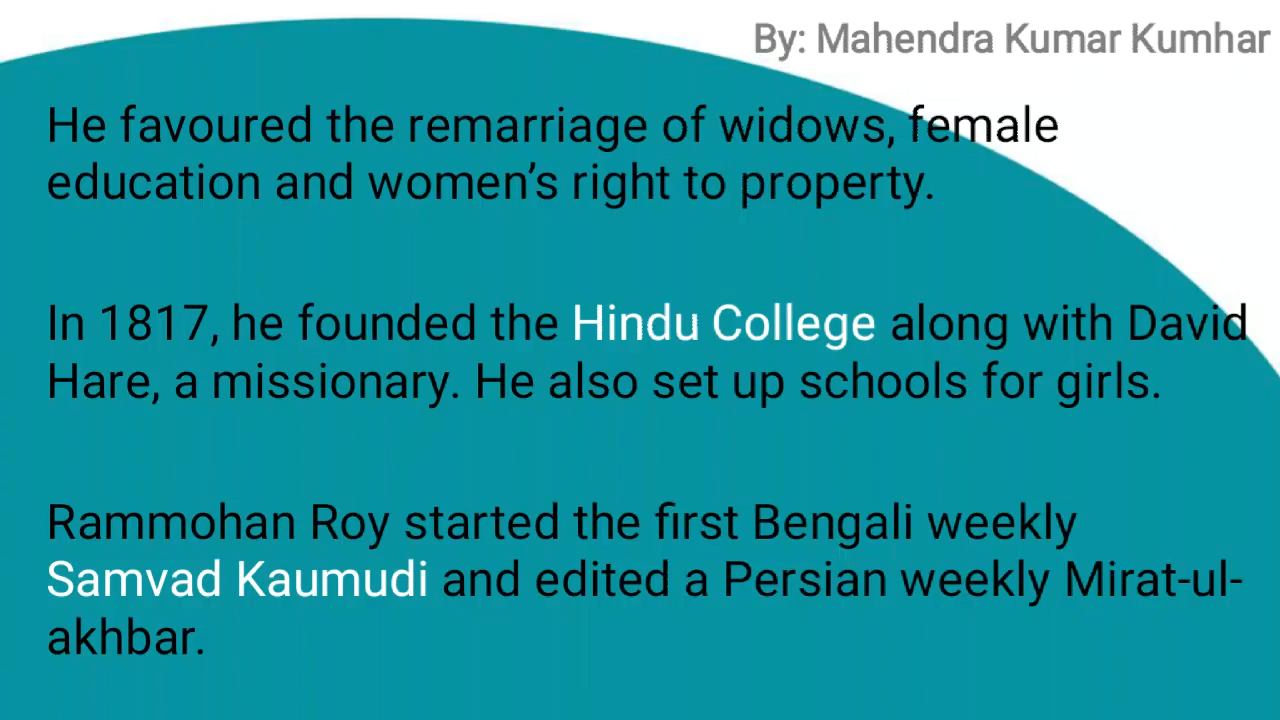 By: Mahendra Kumar Kumhar
He favoured the remarriage of widows, female
education and women’s right to property.
In 1817, he founded the Hindu College along with David
Hare, a missionary. He also set up schools for girls.
Rammohan Roy started the first Bengali weekly
Samvad Kaumudi and edited a Persian weekly Mirat-ul-
akhbar.